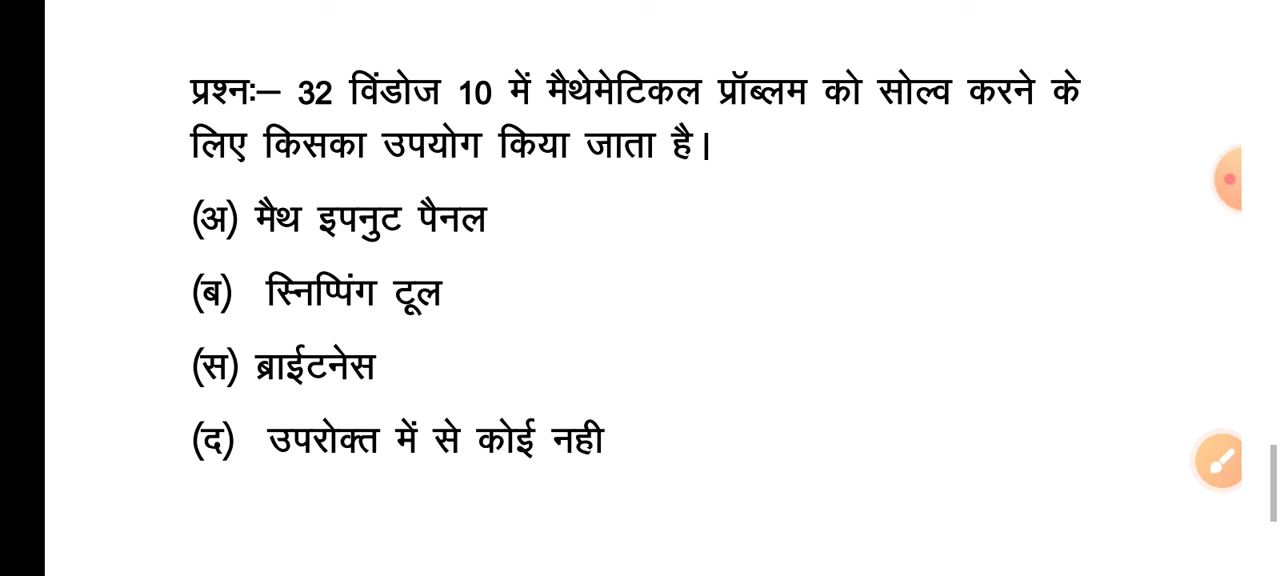 प्रश्नः– 32 विंडोज 10 में मैथेमेटिकल प्रॉब्लम को सोल्व करने के
लिए किसका उपयोग किया जाता है।
(अ) मैथ इपनुट पैनल
(ब) स्निप्पिंग टूल
(स) ब्राईटनेस
(द) उपरोक्त में से कोई नही